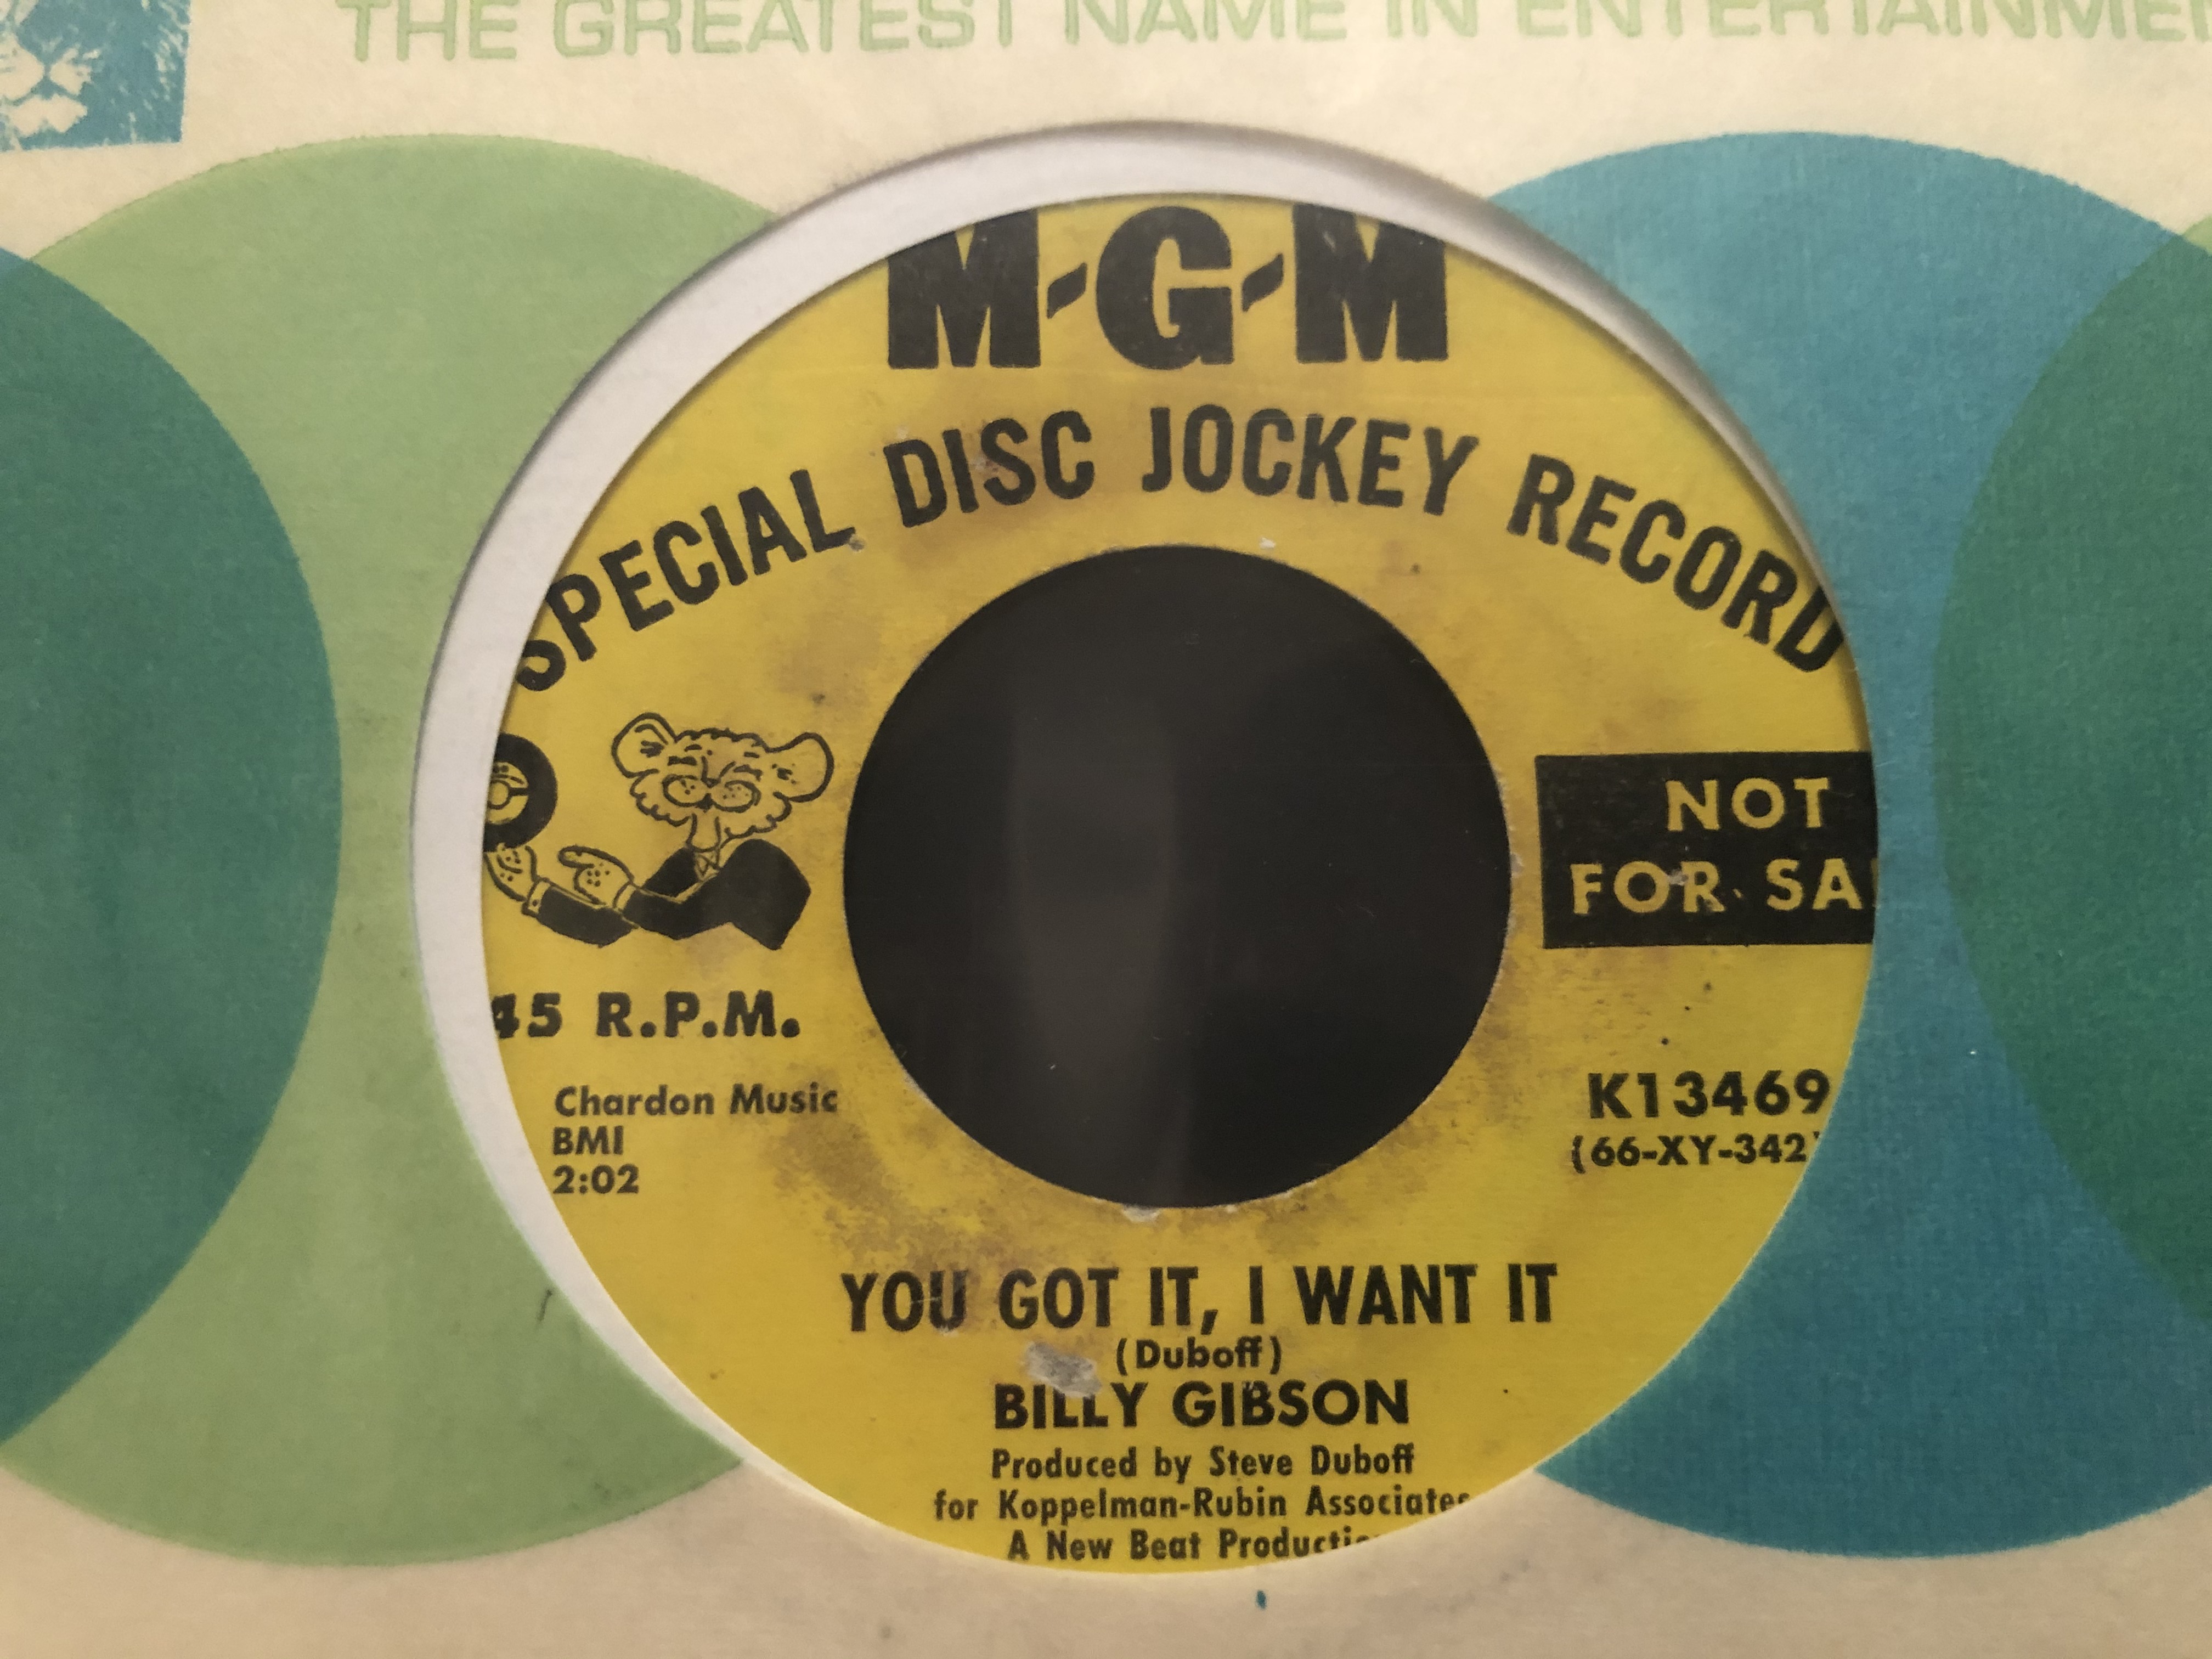 THE GREATEST NAME IN ENTERTAINME
M-G-M
SPECIAL DISC JOCKEY RECORD
NOT
FOR SA
45 R.P.M.
Chardon Music
BMI
2:02
K13469
(66-XY-342)
YOU GOT IT, I WANT IT
(Duboff)
BILLY GIBSON
Produced by Steve Duboff
for Koppelman-Rubin Associates
A New Beat Productio